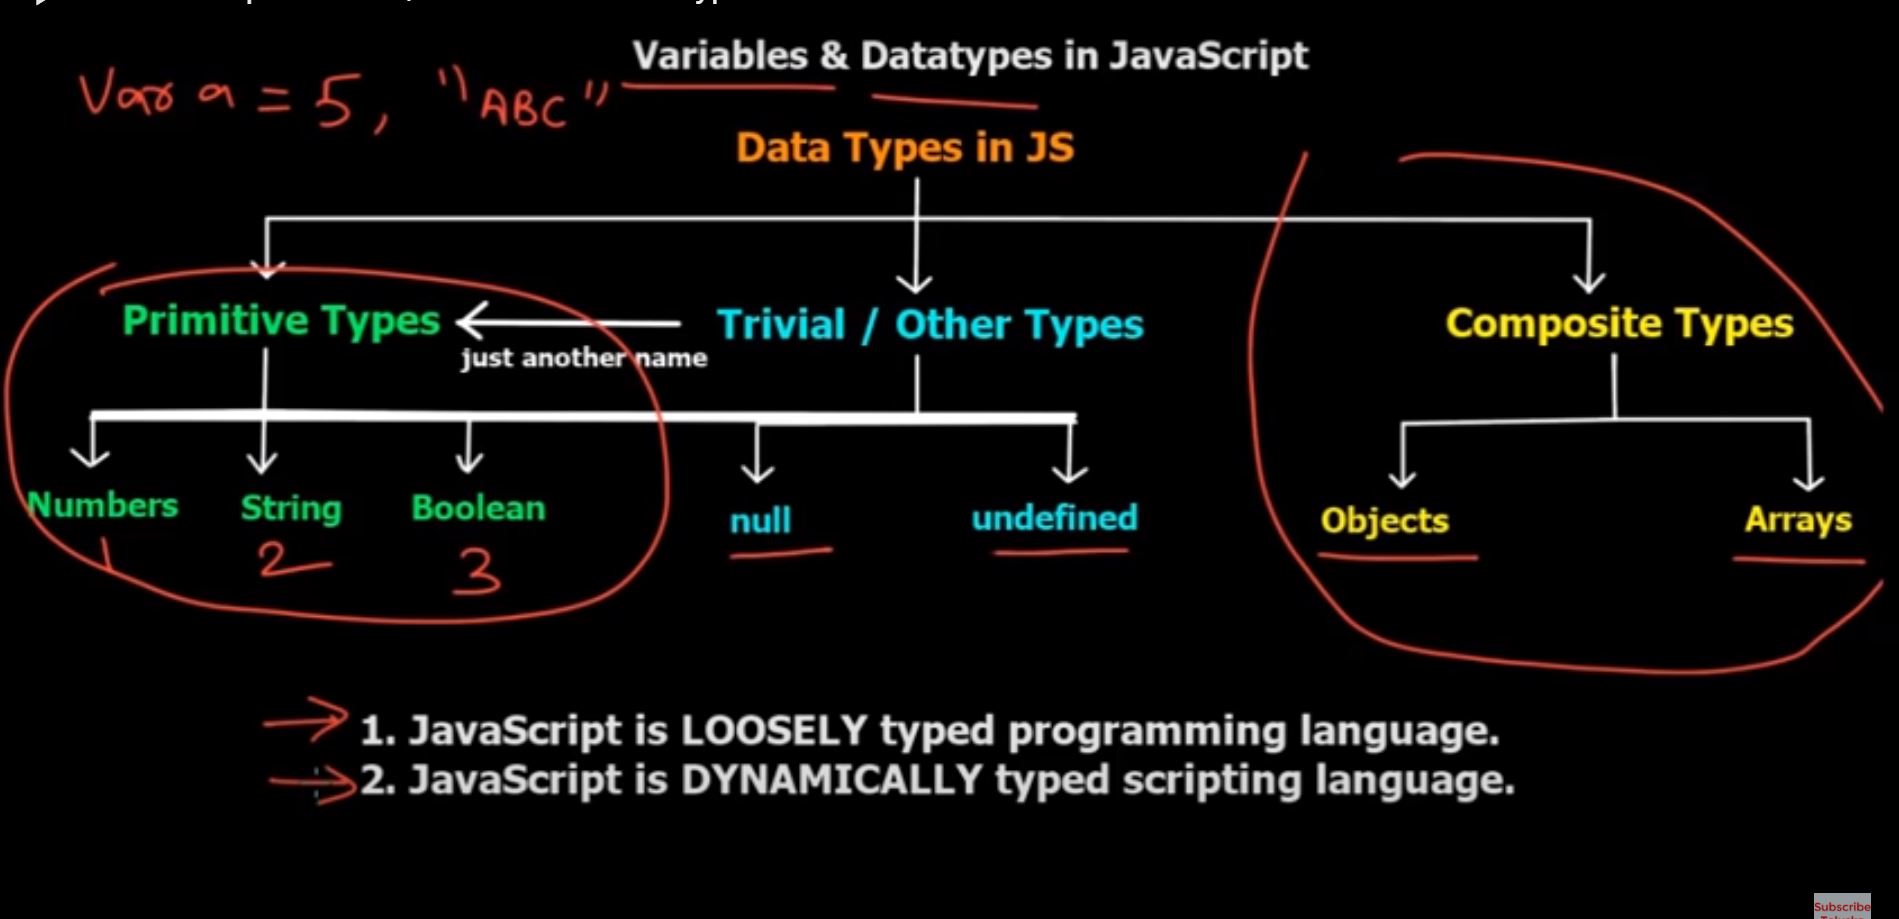 Variables & Datatypes in JavaScript
Var a = 5, "ABC"
Data Types in JS
Primitive Types
just another name
Trivial / Other Types
Composite Types
Numbers
String
Boolean
null
undefined
Objects
Arrays
1
2
3
1. JavaScript is LOOSELY typed programming language.
2. JavaScript is DYNAMICALLY typed scripting language.
Subscribe